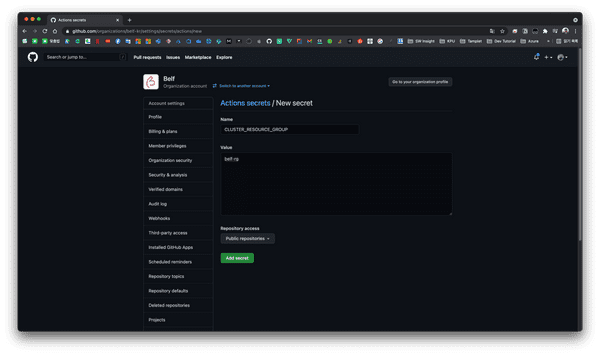 Actions secrets
github.com/organizations/belf-kr/settings/secrets/actions/new
SW Insight
KPU
Templet
Dev Tutorial
Azure
Search or jump to...
Pull requests
Issues
Marketplace
Explore
Belf
Organization account
Switch to another account
Go to your organization profile
Account settings
Profile
Billing & plans
Member privileges
Organization security
Security & analysis
Verified domains
Audit log
Webhooks
Third-party access
Installed GitHub Apps
Scheduled reminders
Repository topics
Repository defaults
Deleted repositories
Projects
Actions secrets / New secret
Name
CLUSTER_RESOURCE_GROUP
Value
belf-rg
Repository access
Public repositories
Add secret